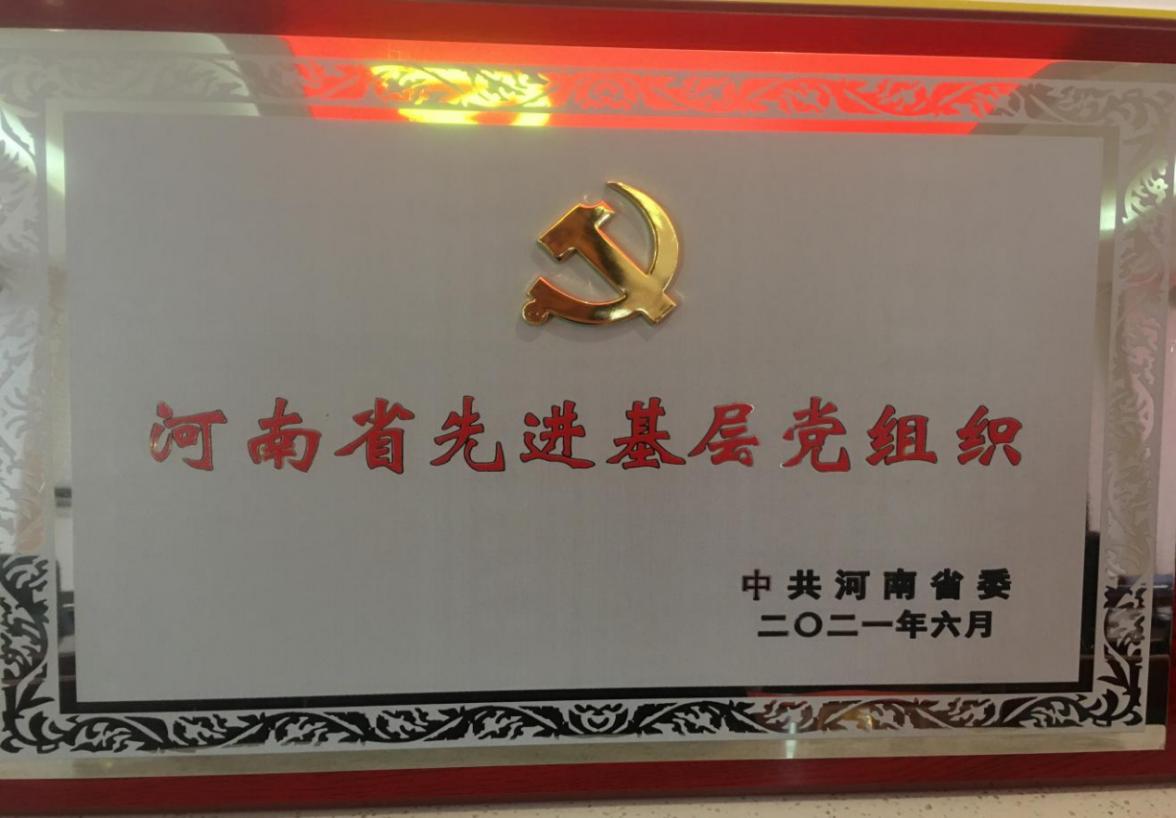 河南省先进基层党组织
中共河南省委
二〇二一年六月